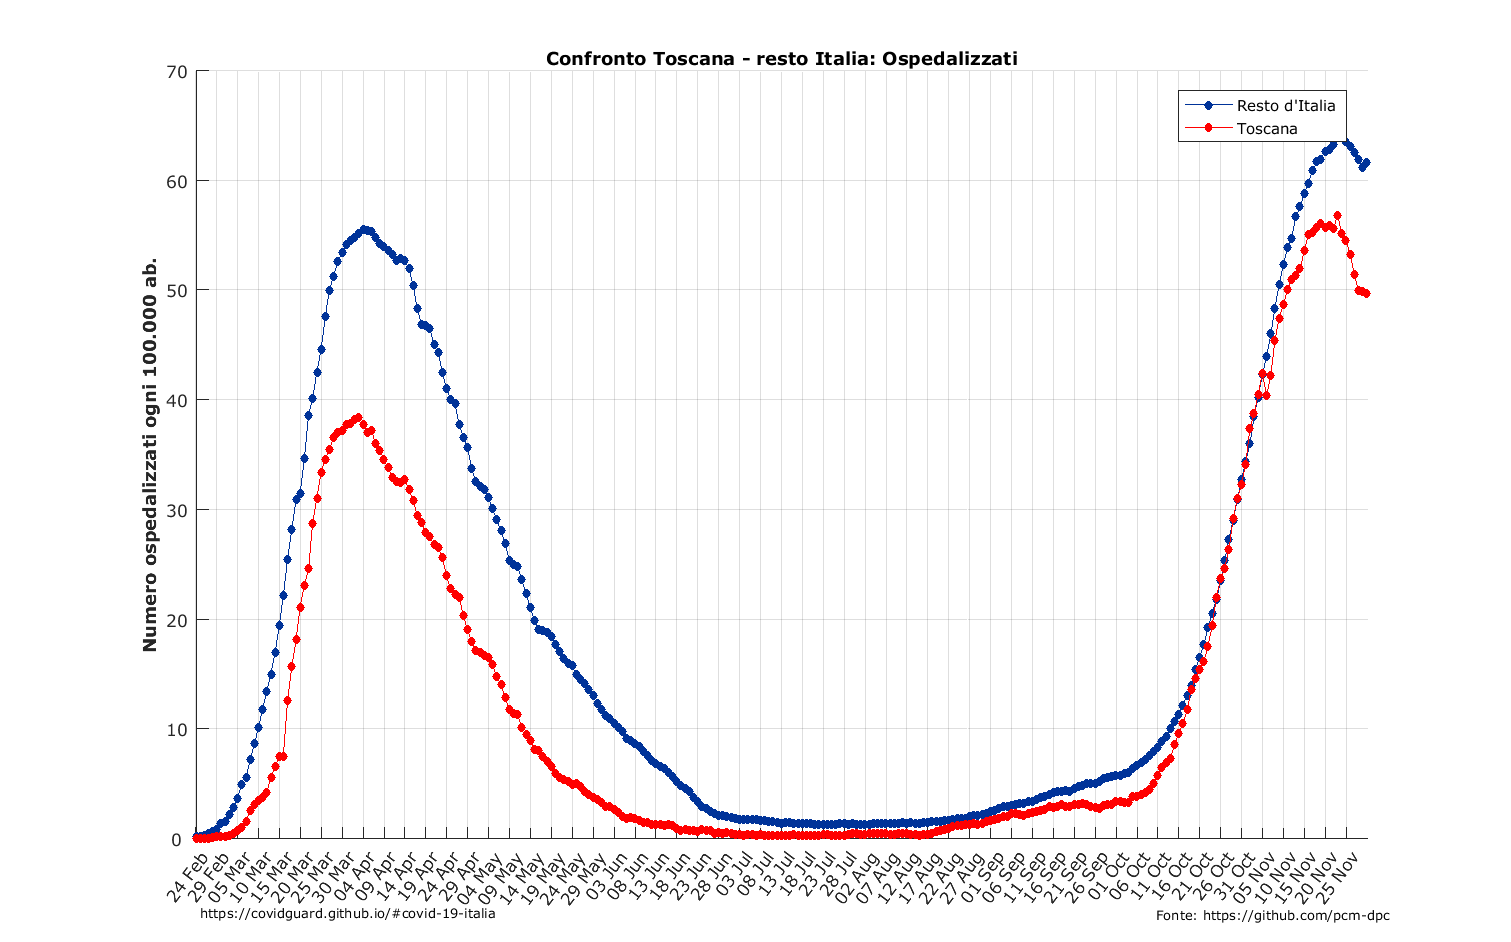 Confronto Toscana - resto Italia: Ospedalizzati
Resto d'Italia
Toscana
Numero ospedalizzati ogni 100.000 ab.
70
60
50
40
30
20
10
0
24 Feb
29 Feb
05 Mar
10 Mar
15 Mar
20 Mar
25 Mar
30 Mar
04 Apr
09 Apr
14 Apr
19 Apr
24 Apr
29 Apr
04 May
09 May
14 May
19 May
24 May
29 May
03 Jun
08 Jun
13 Jun
18 Jun
23 Jun
28 Jun
03 Jul
08 Jul
13 Jul
18 Jul
23 Jul
28 Jul
02 Aug
07 Aug
12 Aug
17 Aug
22 Aug
27 Aug
01 Sep
06 Sep
11 Sep
16 Sep
21 Sep
26 Sep
01 Oct
06 Oct
11 Oct
16 Oct
21 Oct
26 Oct
31 Oct
05 Nov
10 Nov
15 Nov
20 Nov
25 Nov
https://covidguard.github.io/#covid-19-italia
Fonte: https://github.com/pcm-dpc